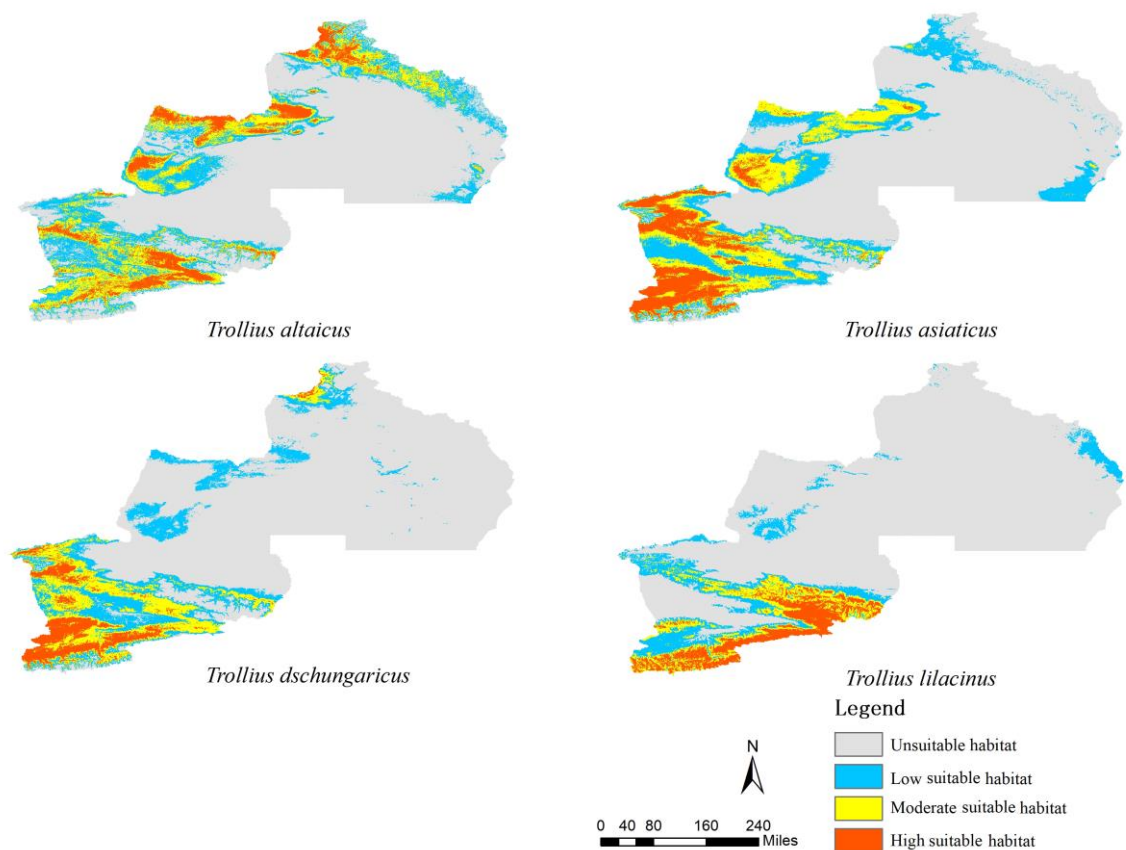 Trollius altaicus
Trollius asiaticus
Trollius dschungaricus
Trollius lilacinus
Legend
Unsuitable habitat
Low suitable habitat
Moderate suitable habitat
High suitable habitat
N
0 40 80 160 240
Miles